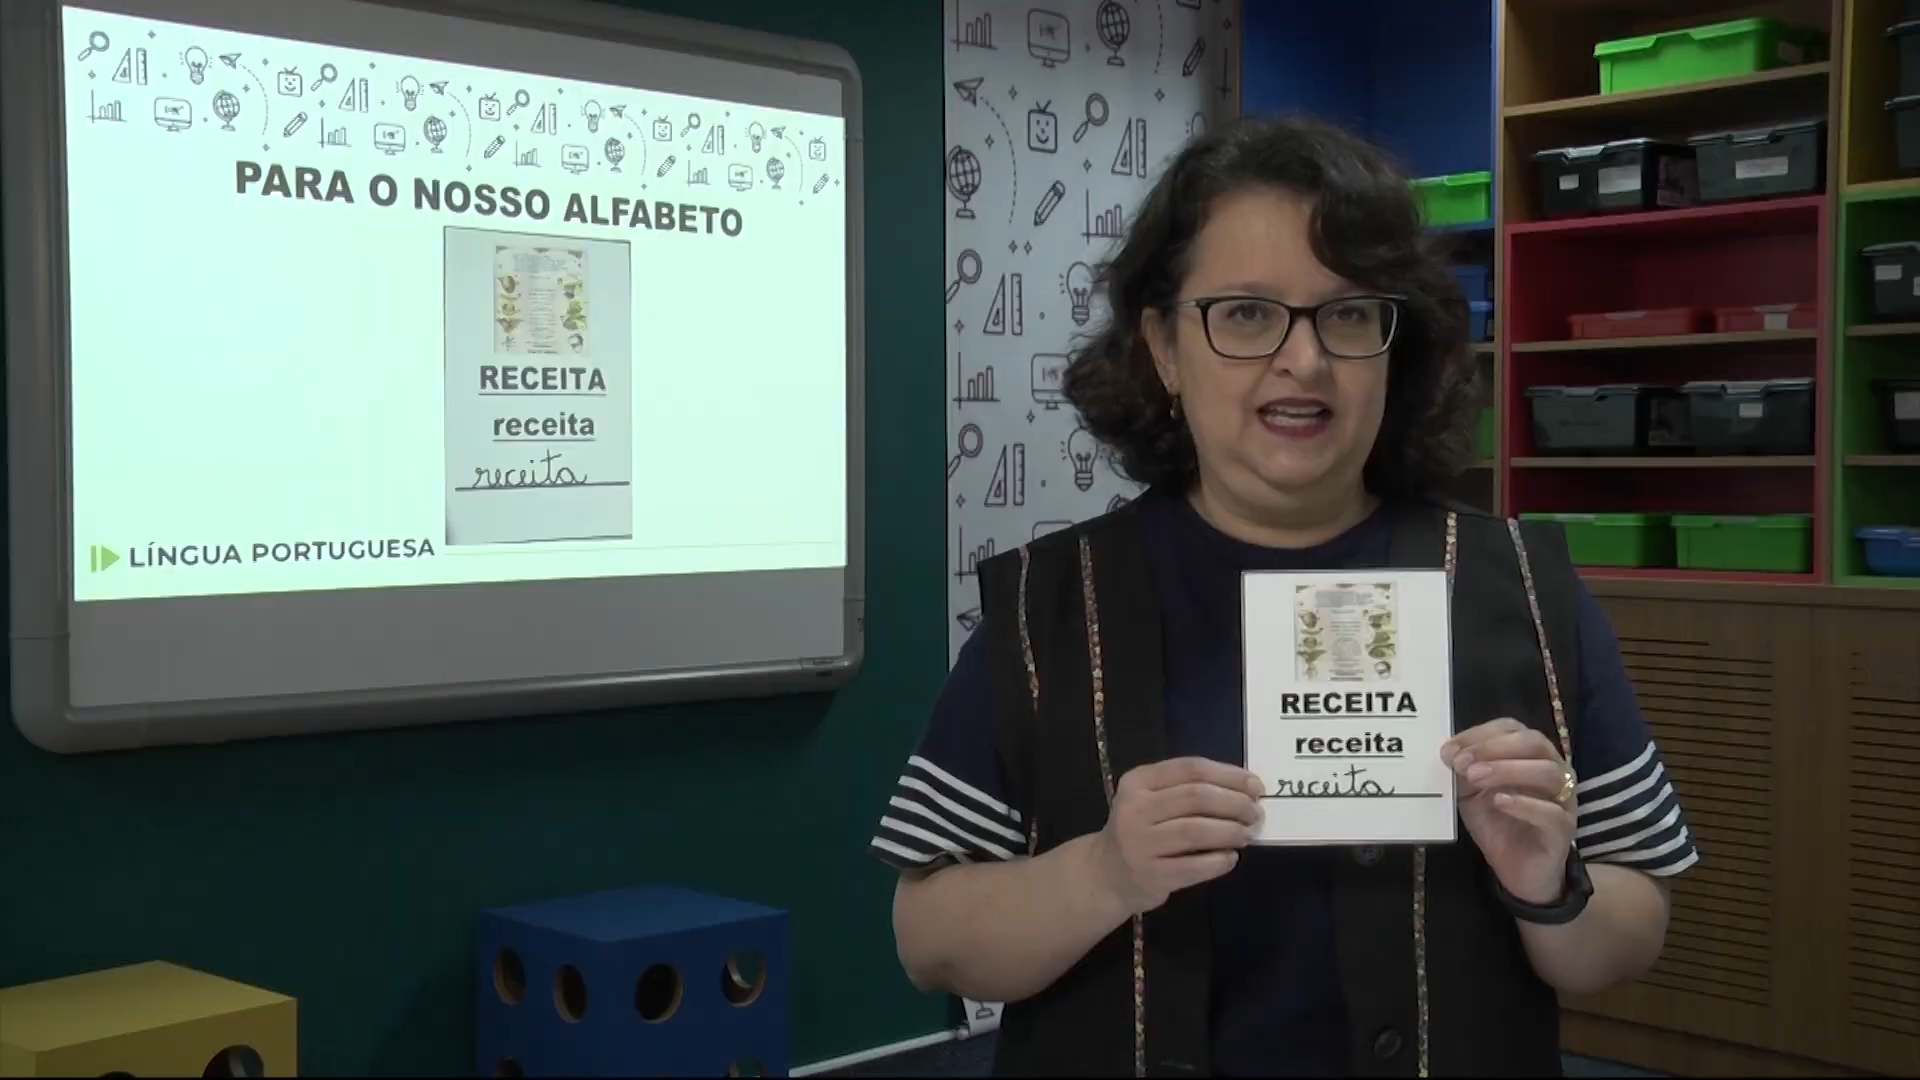 PARA O NOSSO ALFABETO
RECEITA
receita
receita
LÍNGUA PORTUGUESA
RECEITA
receita
receita